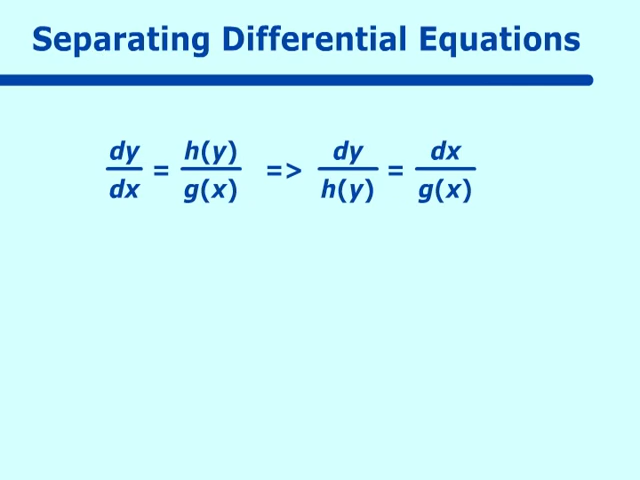 Separating Differential Equations
dy/dx = h(y)/g(x) => dy/h(y) = dx/g(x)